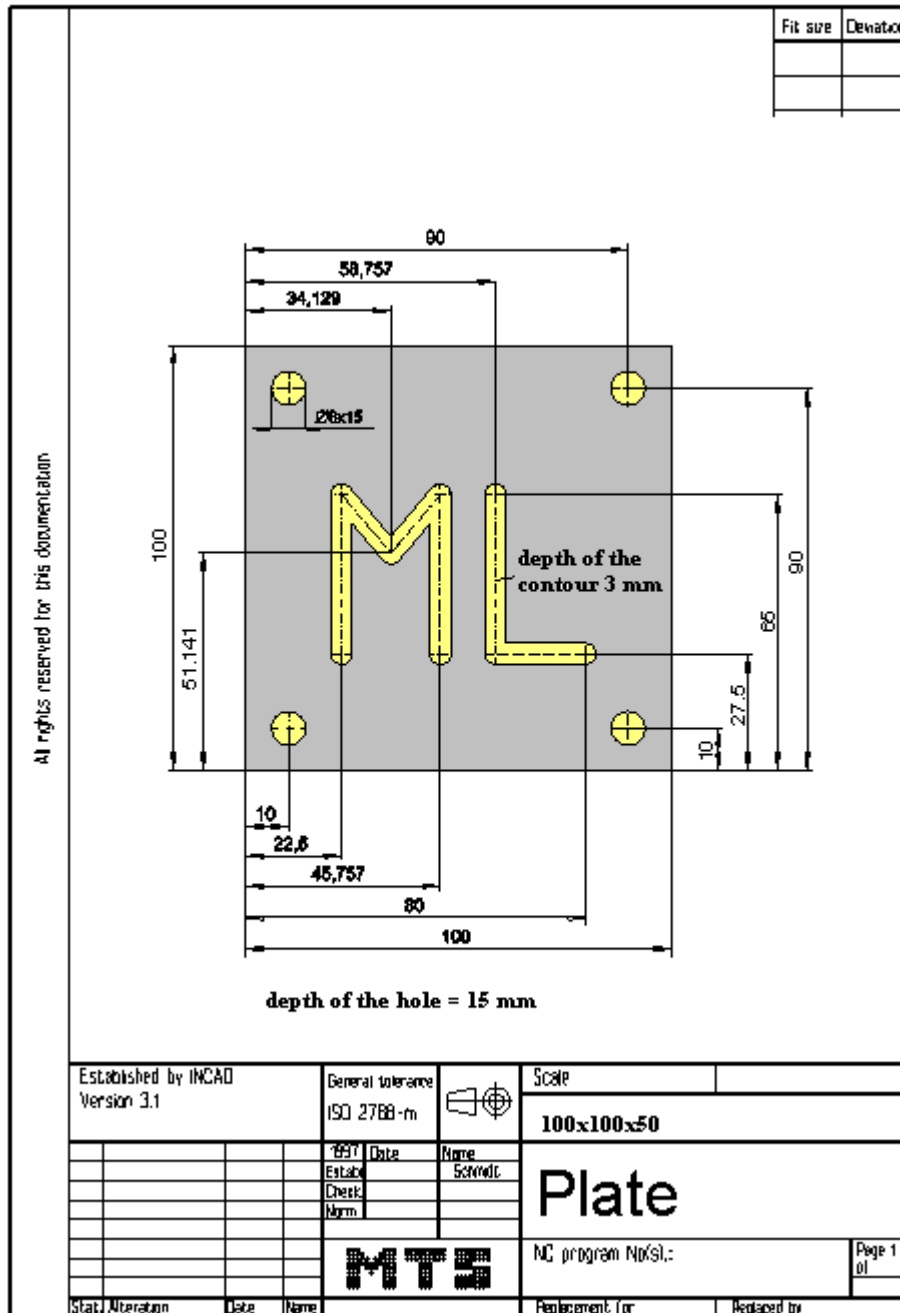 Fit size Deviation
90
58,757
34,129
Ø8x15
100
51.141
depth of the
contour 3 mm
90
65
27.5
10
10
22,5
45,757
80
100
depth of the hole = 15 mm
All rights reserved for this documentation
Established by INCAD
Version 3.1
General tolerance
ISO 2768-m
Scale
100x100x50
1997 Date Name
Schmidt
Check.
Norm
Plate
MTS
NC program No(s).:
Page 1
of
Stat. Alteration Date Name
Replacement for
Replaced by